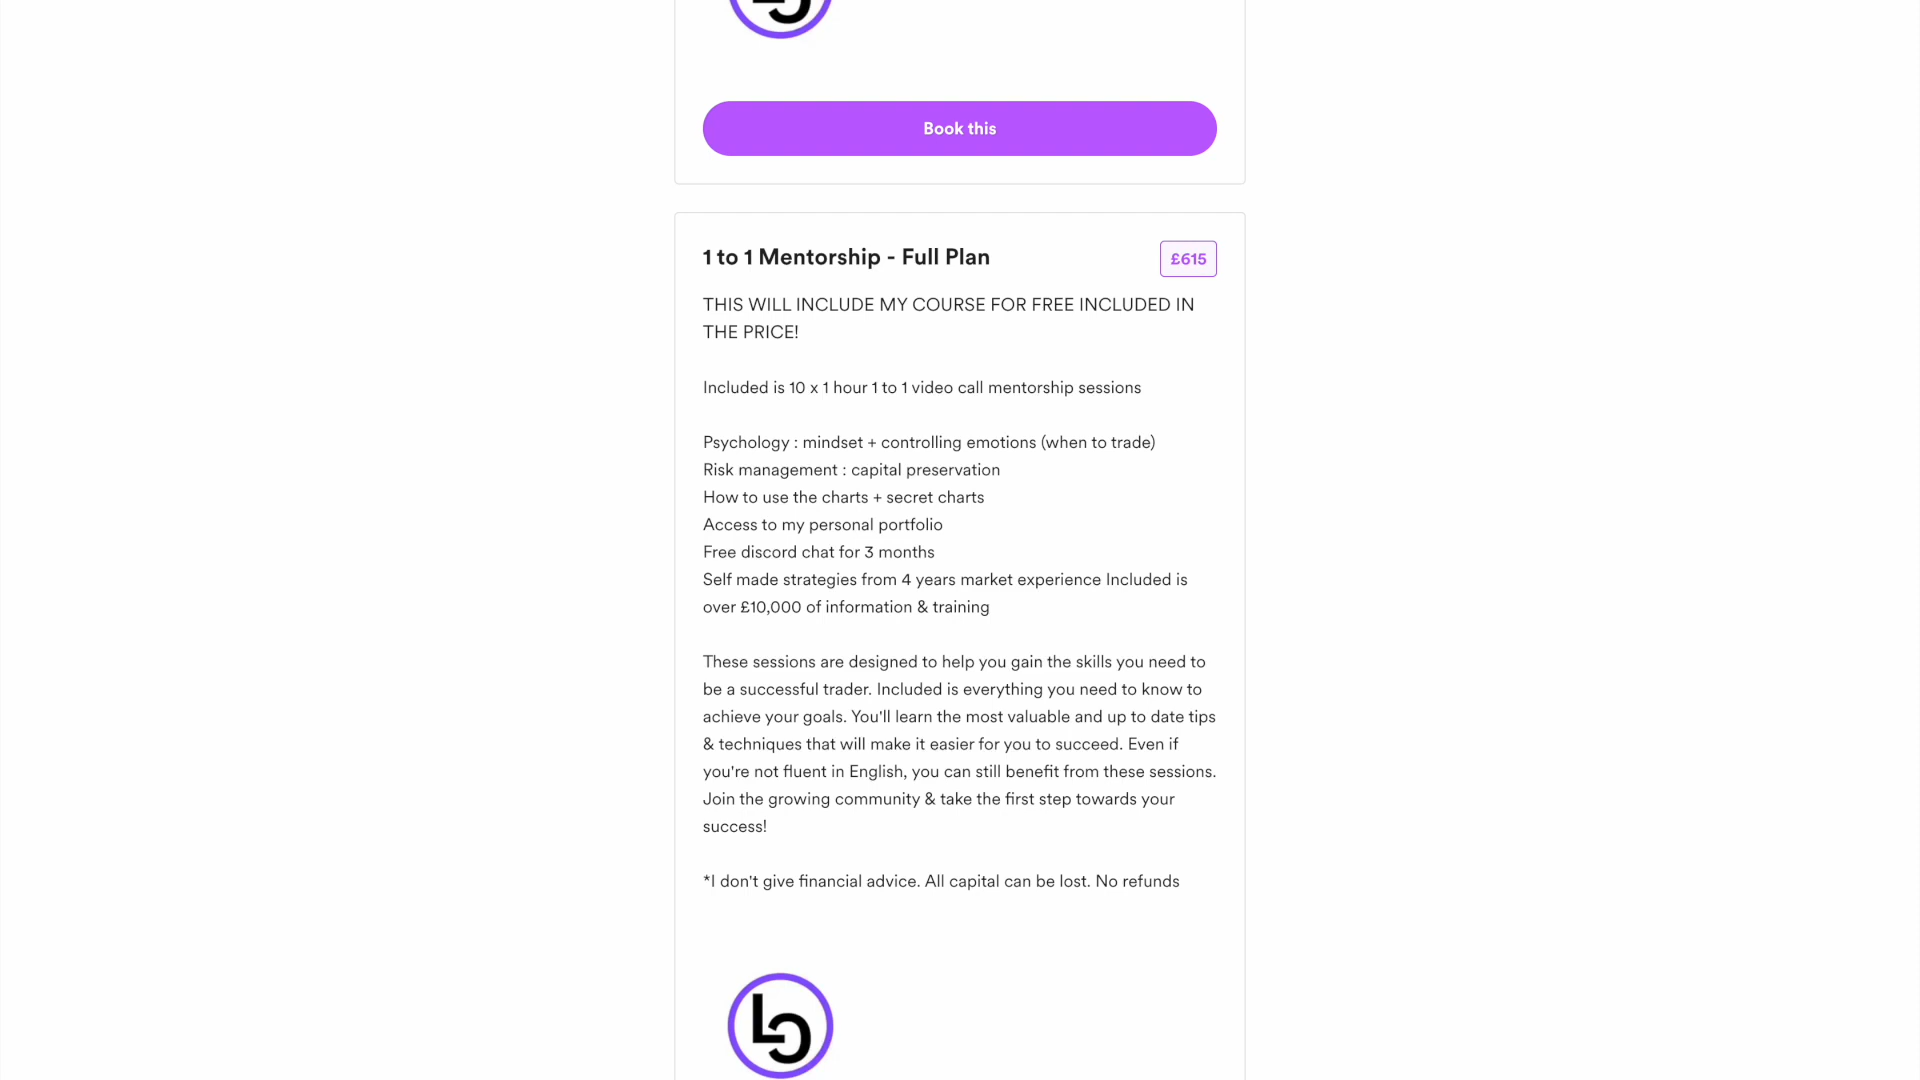 Book this
1 to 1 Mentorship - Full Plan
£615
THIS WILL INCLUDE MY COURSE FOR FREE INCLUDED IN
THE PRICE!
Included is 10 x 1 hour 1 to 1 video call mentorship sessions
Psychology : mindset + controlling emotions (when to trade)
Risk management : capital preservation
How to use the charts + secret charts
Access to my personal portfolio
Free discord chat for 3 months
Self made strategies from 4 years market experience Included is
over £10,000 of information & training
These sessions are designed to help you gain the skills you need to
be a successful trader. Included is everything you need to know to
achieve your goals. You'll learn the most valuable and up to date tips
& techniques that will make it easier for you to succeed. Even if
you're not fluent in English, you can still benefit from these sessions.
Join the growing community & take the first step towards your
success!
*I don't give financial advice. All capital can be lost. No refunds